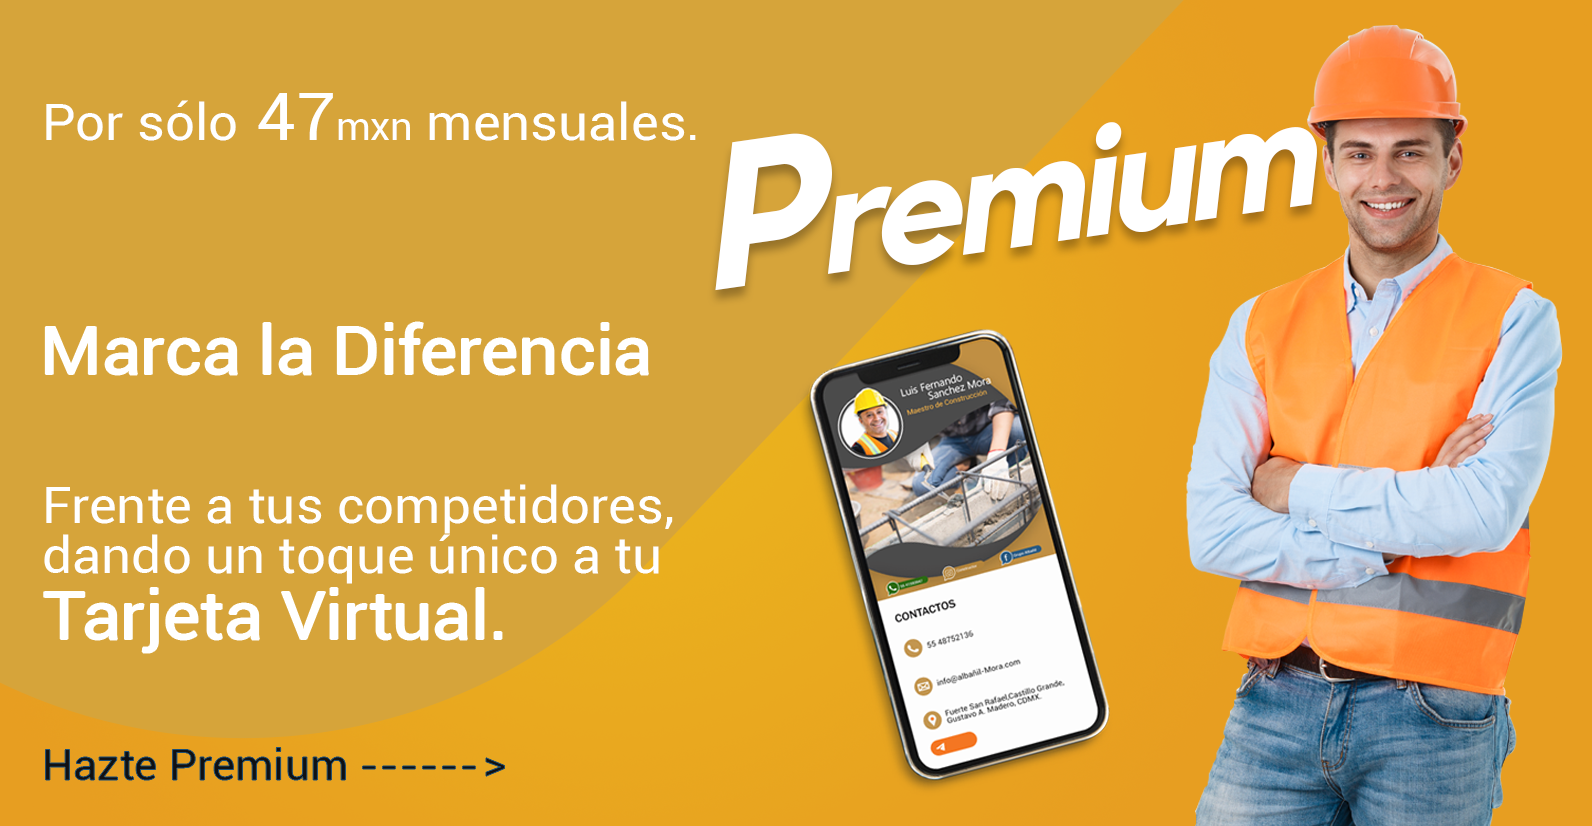 Por sólo 47mxn mensuales.
Premium
Marca la Diferencia
Frente a tus competidores,
dando un toque único a tu
Tarjeta Virtual.
Hazte Premium ------>
Luis Fernando
Sanchez Mora
Maestro de Construcción
CONTACTOS
55 48752136
info@albañil-Mora.com
Fuerte San Rafael,Castillo Grande,
Gustavo A. Madero, CDMX.